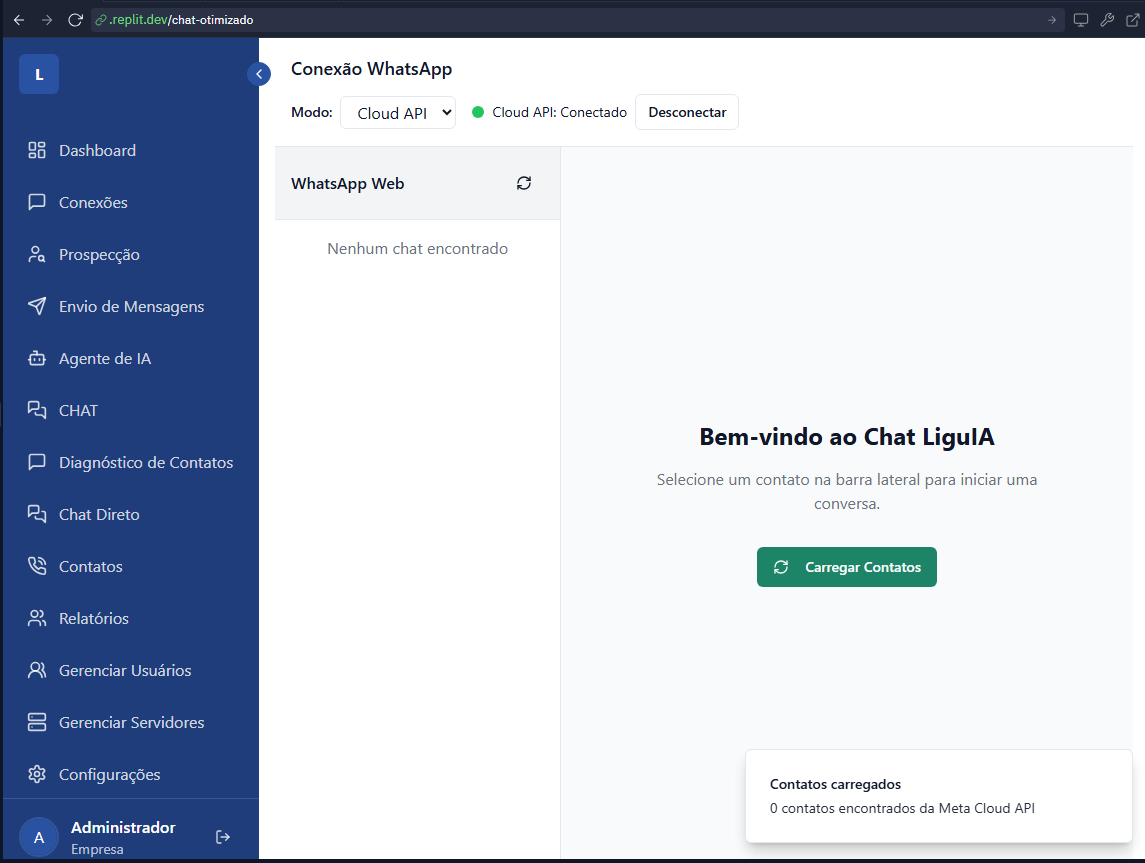 .replit.dev/chat-otimizado
L
Dashboard
Conexões
Prospecção
Envio de Mensagens
Agente de IA
CHAT
Diagnóstico de Contatos
Chat Direto
Contatos
Relatórios
Gerenciar Usuários
Gerenciar Servidores
Configurações
A
Administrador
Empresa
Conexão WhatsApp
Modo: Cloud API Cloud API: Conectado Desconectar
WhatsApp Web
Nenhum chat encontrado
Bem-vindo ao Chat LiguIA
Selecione um contato na barra lateral para iniciar uma
conversa.
Carregar Contatos
Contatos carregados
0 contatos encontrados da Meta Cloud API